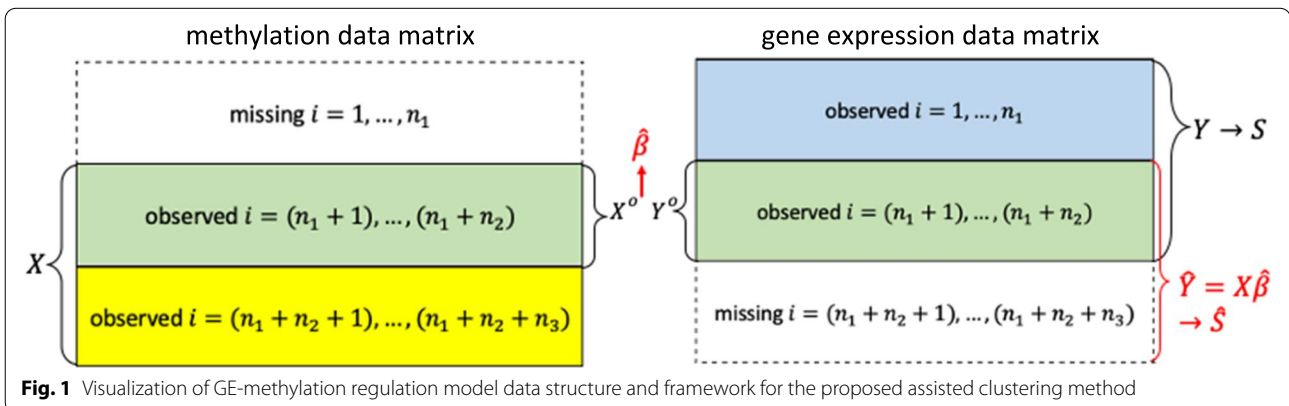 methylation data matrix
missing i = 1, ..., n₁
X
observed i = (n₁ + 1), ..., (n₁ + n₂)
Xᵒ
observed i = (n₁ + n₂ + 1), ..., (n₁ + n₂ + n₃)
β̂
gene expression data matrix
observed i = 1, ..., n₁
Y → S
Yᵒ
observed i = (n₁ + 1), ..., (n₁ + n₂)
missing i = (n₁ + n₂ + 1), ..., (n₁ + n₂ + n₃)
Ŷ = Xβ̂
→ Ŝ
Fig. 1 Visualization of GE-methylation regulation model data structure and framework for the proposed assisted clustering method